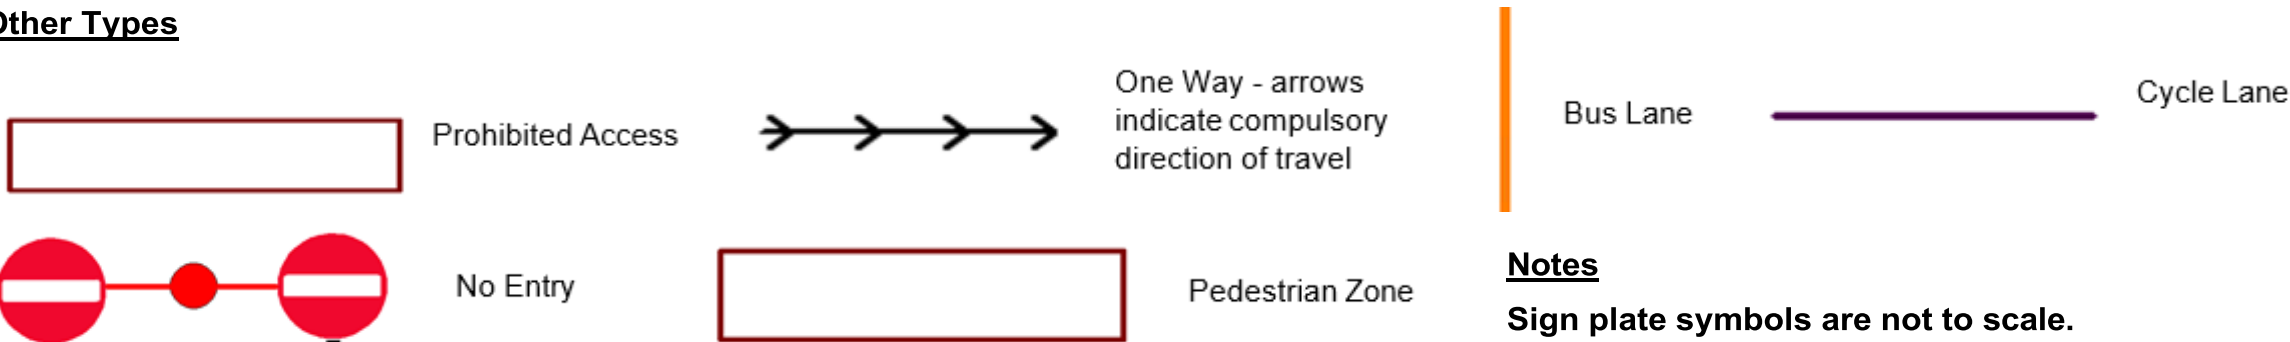 Other Types
Prohibited Access
One Way - arrows
indicate compulsory
direction of travel
Bus Lane
Cycle Lane
No Entry
Pedestrian Zone
Notes
Sign plate symbols are not to scale.